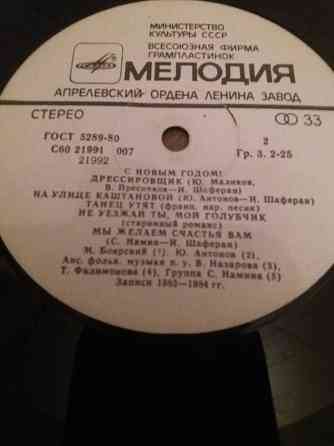 МИНИСТЕРСТВО
КУЛЬТУРЫ СССР
ВСЕСОЮЗНАЯ ФИРМА
ГРАМПЛАСТИНОК
МЕЛОДИЯ
АПРЕЛЕВСКИЙ ОРДЕНА ЛЕНИНА ЗАВОД
СТЕРЕО 33
ГОСТ 5289-80 2
С60 21991 007 Гр. 3. 2-25
21992
С НОВЫМ ГОДОМ!
ДРЕССИРОВЩИК (Ю. Маликов,
В. Пресняков—И. Шаферан)
НА УЛИЦЕ КАШТАНОВОЙ (Ю. Антонов—И. Шаферан)
ТАНЕЦ УТЯТ (франц. нар. песня)
НЕ УЕЗЖАЙ ТЫ, МОЙ ГОЛУБЧИК
(старинный романс)
МЫ ЖЕЛАЕМ СЧАСТЬЯ ВАМ
(С. Намин—И. Шаферан)
М. Боярский (1), Ю. Антонов (2),
Анс. фольк. музыки п. у В. Назарова (3),
Т. Филимонова (4), Группа С. Намина (5)
Записи 1983—1984 гг.